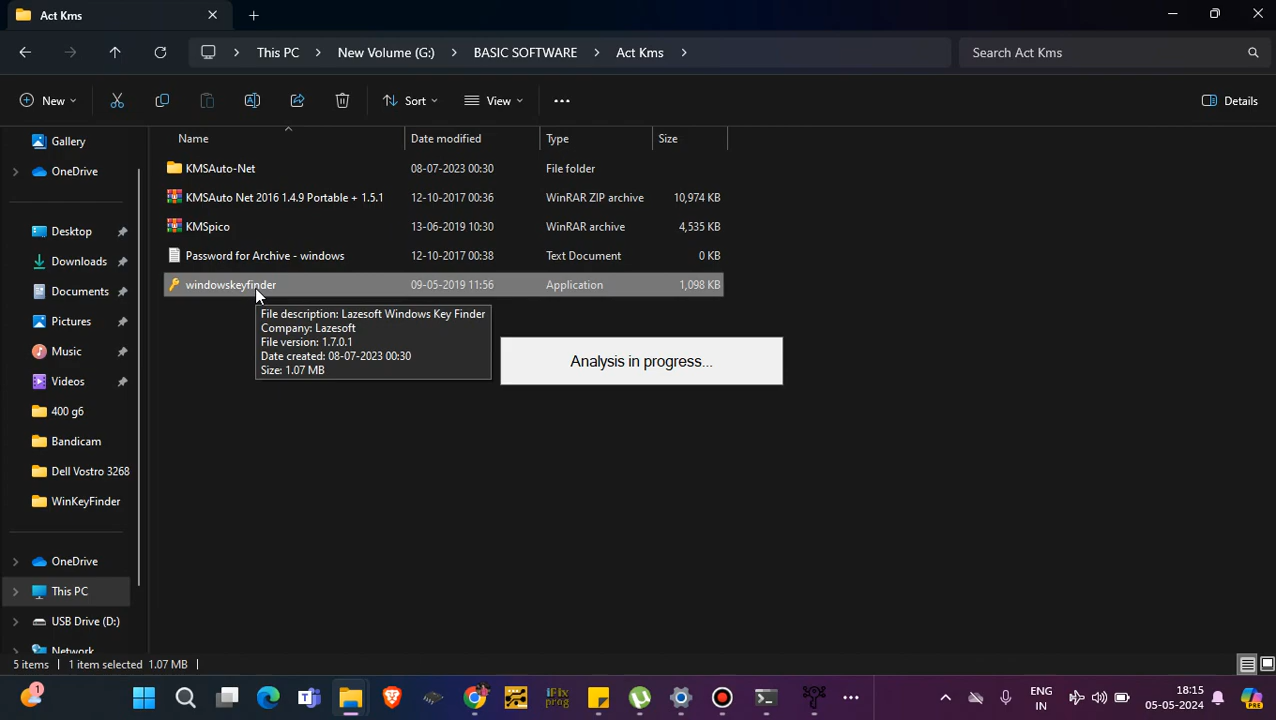 Act Kms
This PC > New Volume (G:) > BASIC SOFTWARE > Act Kms >
Search Act Kms
New
Sort
View
Details
Name
Date modified
Type
Size
Gallery
OneDrive
Desktop
Downloads
Documents
Pictures
Music
Videos
400 g6
Bandicam
Dell Vostro 3268
WinKeyFinder
OneDrive
This PC
USB Drive (D:)
Network
KMSAuto-Net 08-07-2023 00:30 File folder
KMSAuto Net 2016 1.4.9 Portable + 1.5.1 12-10-2017 00:36 WinRAR ZIP archive 10,974 KB
KMSpico 13-06-2019 10:30 WinRAR archive 4,535 KB
Password for Archive - windows 12-10-2017 00:38 Text Document 0 KB
windowskeyfinder 09-05-2019 11:56 Application 1,098 KB
File description: Lazesoft Windows Key Finder
Company: Lazesoft
File version: 1.7.0.1
Date created: 08-07-2023 00:30
Size: 1.07 MB
Analysis in progress...
5 items
1 item selected 1.07 MB
1
iFix
prog
ENG
IN
18:15
05-05-2024
PRE